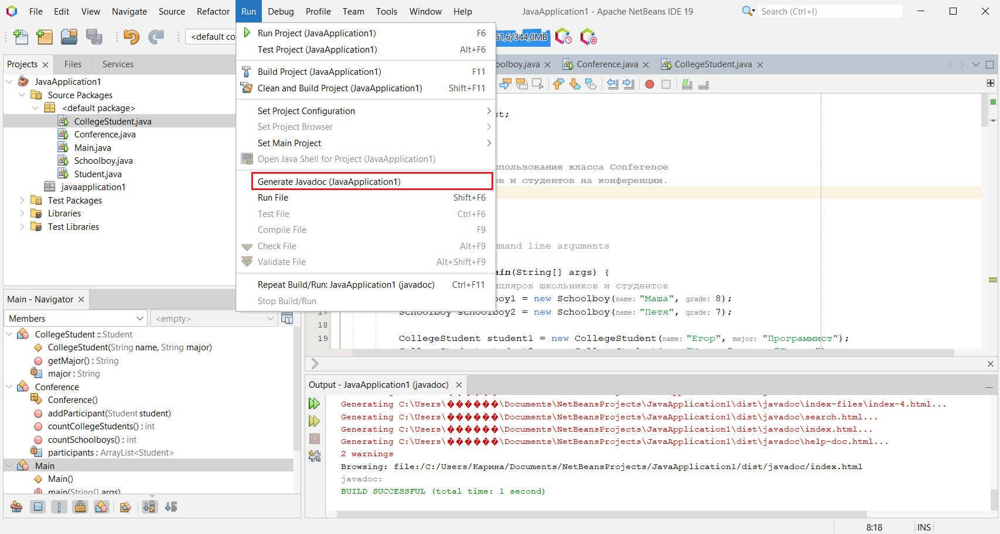 File Edit View Navigate Source Refactor Run Debug Profile Team Tools Window Help
JavaApplication1 - Apache NetBeans IDE 19
Search (Ctrl+I)
<default co
61,6/344,0MB
Run Project (JavaApplication1) F6
Test Project (JavaApplication1) Alt+F6
Build Project (JavaApplication1) F11
Clean and Build Project (JavaApplication1) Shift+F11
Set Project Configuration
Set Project Browser
Set Main Project
Open Java Shell for Project (JavaApplication1)
Generate Javadoc (JavaApplication1)
Run File Shift+F6
Test File Ctrl+F6
Compile File F9
Check File Alt+F9
Validate File Alt+Shift+F9
Repeat Build/Run: JavaApplication1 (javadoc) Ctrl+F11
Stop Build/Run
Projects Files Services
JavaApplication1
Source Packages
<default package>
CollegeStudent.java
Conference.java
Main.java
Schoolboy.java
Student.java
javaapplication1
Test Packages
Libraries
Test Libraries
Main - Navigator
Members <empty>
CollegeStudent :: Student
CollegeStudent(String name, String major)
getMajor() : String
major : String
Conference
Conference()
addParticipant(Student student)
countCollegeStudents() : int
countSchoolboys() : int
participants : ArrayList<Student>
Main
Main()
main(String[] args)
olboy.java Conference.java CollegeStudent.java
st;
спользования класса Conference
ов и студентов на конференции.
mmand line arguments
ain(String[] args) {
мпляров школьников и студентов
boy1 = new Schoolboy(name: "Маша", grade: 8);
17 Schoolboy schoolboy2 = new Schoolboy(name: "Петя", grade: 7);
18
19 CollegeStudent student1 = new CollegeStudent(name: "Егор", major: "Программист");
Output - JavaApplication1 (javadoc)
Generating C:\Users\������\Documents\NetBeansProjects\JavaApplication1\dist\javadoc\index-files\index-4.html...
Generating C:\Users\������\Documents\NetBeansProjects\JavaApplication1\dist\javadoc\search.html...
Generating C:\Users\������\Documents\NetBeansProjects\JavaApplication1\dist\javadoc\index.html...
Generating C:\Users\������\Documents\NetBeansProjects\JavaApplication1\dist\javadoc\help-doc.html...
2 warnings
Browsing: file:/C:/Users/Карина/Documents/NetBeansProjects/JavaApplication1/dist/javadoc/index.html
javadoc:
BUILD SUCCESSFUL (total time: 1 second)
8:18 INS